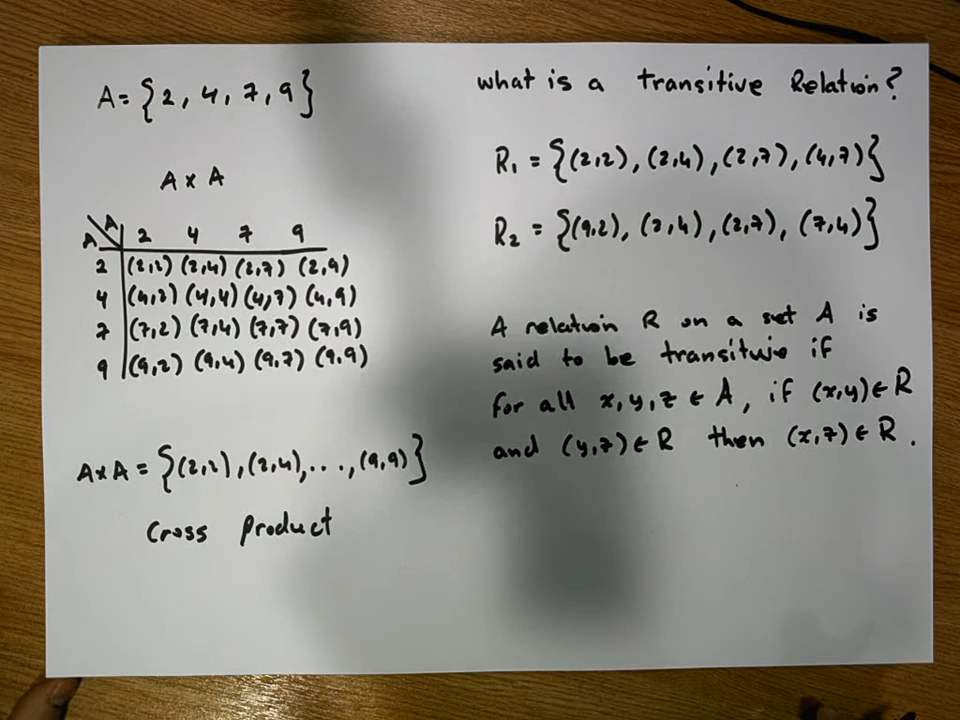 A = {2, 4, 7, 9}
A x A
A A 2 4 7 9
2 (2,2) (2,4) (2,7) (2,9)
4 (4,2) (4,4) (4,7) (4,9)
7 (7,2) (7,4) (7,7) (7,9)
9 (9,2) (9,4) (9,7) (9,9)
A x A = {(2,2), (2,4), ..., (9,9)}
Cross Product
what is a transitive Relation?
R₁ = {(2,2), (2,4), (2,7), (4,7)}
R₂ = {(9,2), (2,4), (2,7), (7,4)}
A relation R on a set A is
said to be transitive if
for all x, y, z ∈ A, if (x,y) ∈ R
and (y,z) ∈ R then (x,z) ∈ R.